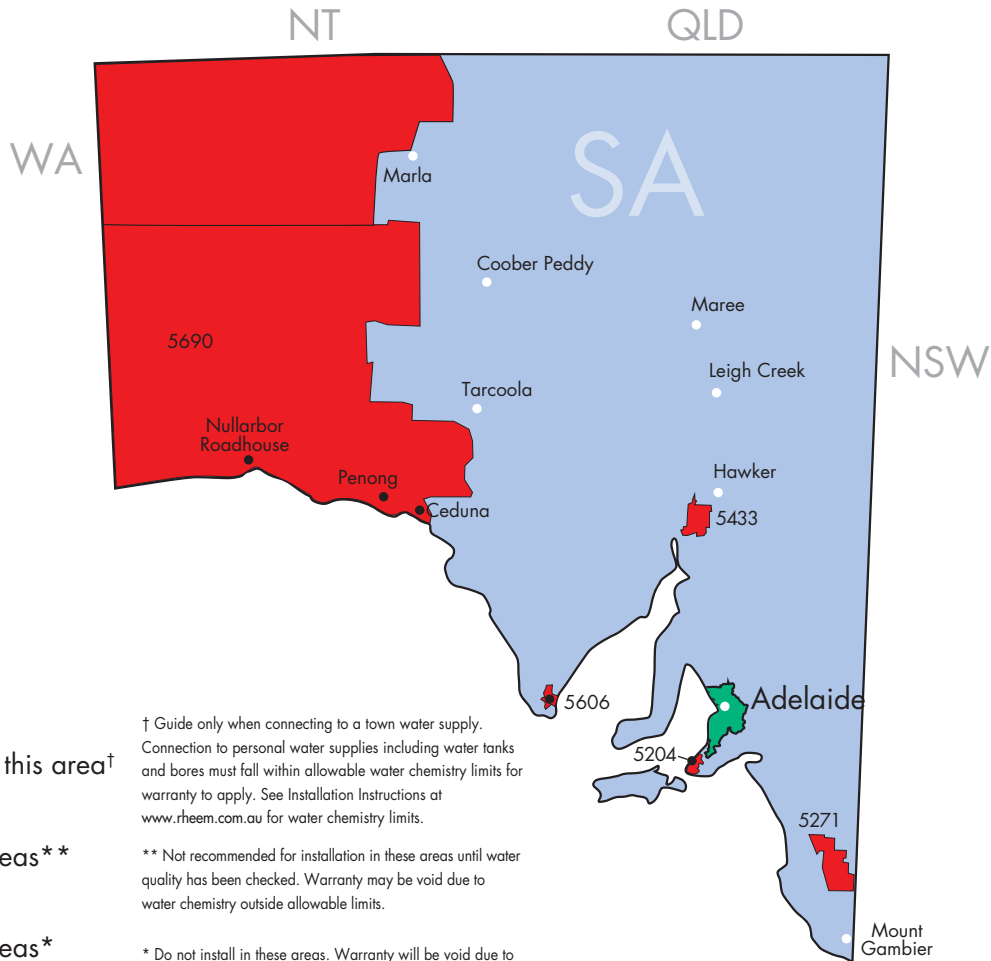 NT
QLD
WA
SA
Marla
Coober Peddy
Maree
5690
NSW
Leigh Creek
Tarcoola
Nullarbor
Roadhouse
Hawker
Penong
Ceduna
5433
5606
Adelaide
5204
5271
Mount
Gambier
this area†
† Guide only when connecting to a town water supply.
Connection to personal water supplies including water tanks
and bores must fall within allowable water chemistry limits for
warranty to apply. See Installation Instructions at
www.rheem.com.au for water chemistry limits.
eas**
** Not recommended for installation in these areas until water
quality has been checked. Warranty may be void due to
water chemistry outside allowable limits.
eas*
* Do not install in these areas. Warranty will be void due to